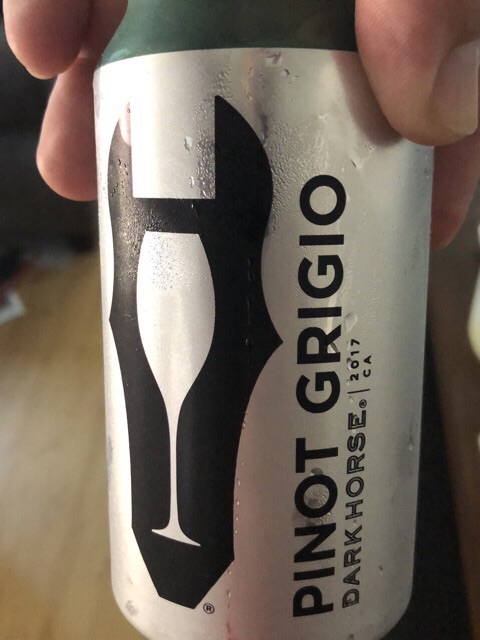 PINOT GRIGIO
DARK HORSE® | 2017
CA
®